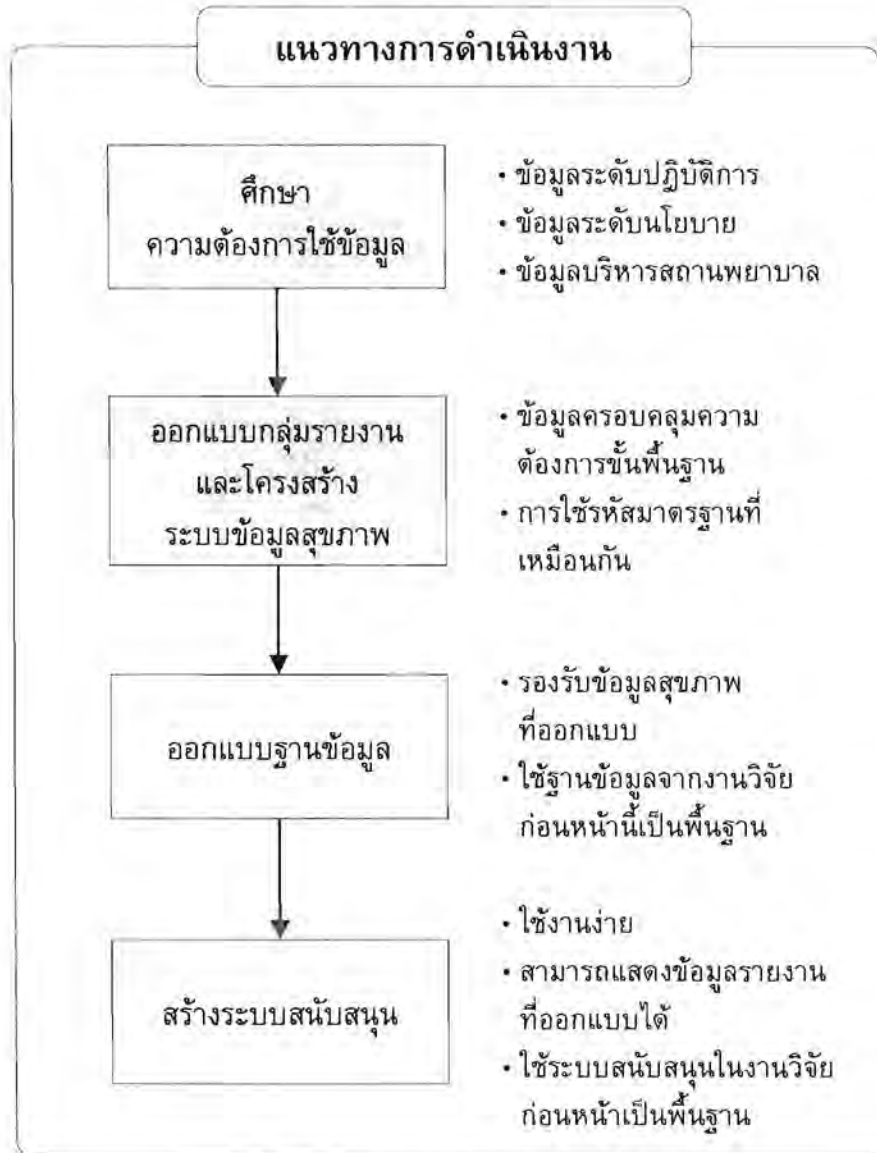 แนวทางการดำเนินงาน
ศึกษา
ความต้องการใช้ข้อมูล
• ข้อมูลระดับปฏิบัติการ
• ข้อมูลระดับนโยบาย
• ข้อมูลบริหารสถานพยาบาล
ออกแบบกลุ่มรายงาน
และโครงสร้าง
ระบบข้อมูลสุขภาพ
• ข้อมูลครอบคลุมความ
ต้องการขั้นพื้นฐาน
• การใช้รหัสมาตรฐานที่
เหมือนกัน
ออกแบบฐานข้อมูล
• รองรับข้อมูลสุขภาพ
ที่ออกแบบ
• ใช้ฐานข้อมูลจากงานวิจัย
ก่อนหน้านี้เป็นพื้นฐาน
สร้างระบบสนับสนุน
• ใช้งานง่าย
• สามารถแสดงข้อมูลรายงาน
ที่ออกแบบได้
• ใช้ระบบสนับสนุนในงานวิจัย
ก่อนหน้าเป็นพื้นฐาน